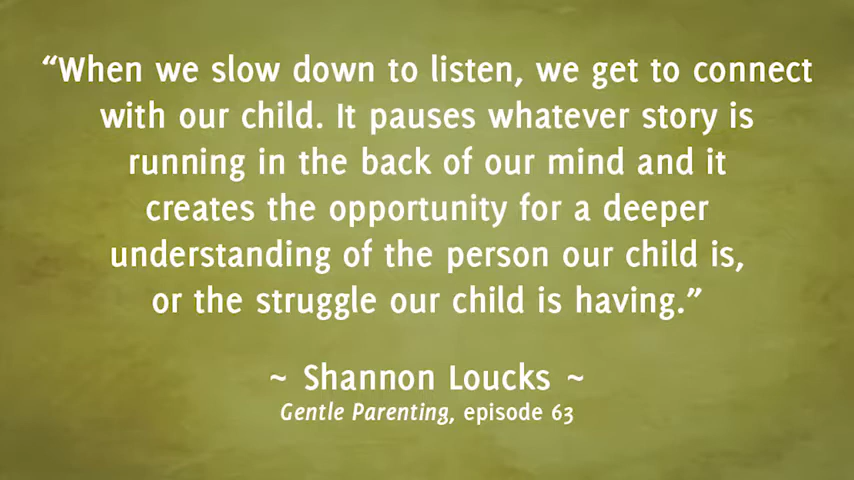 “When we slow down to listen, we get to connect
with our child. It pauses whatever story is
running in the back of our mind and it
creates the opportunity for a deeper
understanding of the person our child is,
or the struggle our child is having.”
~ Shannon Loucks ~
Gentle Parenting, episode 63